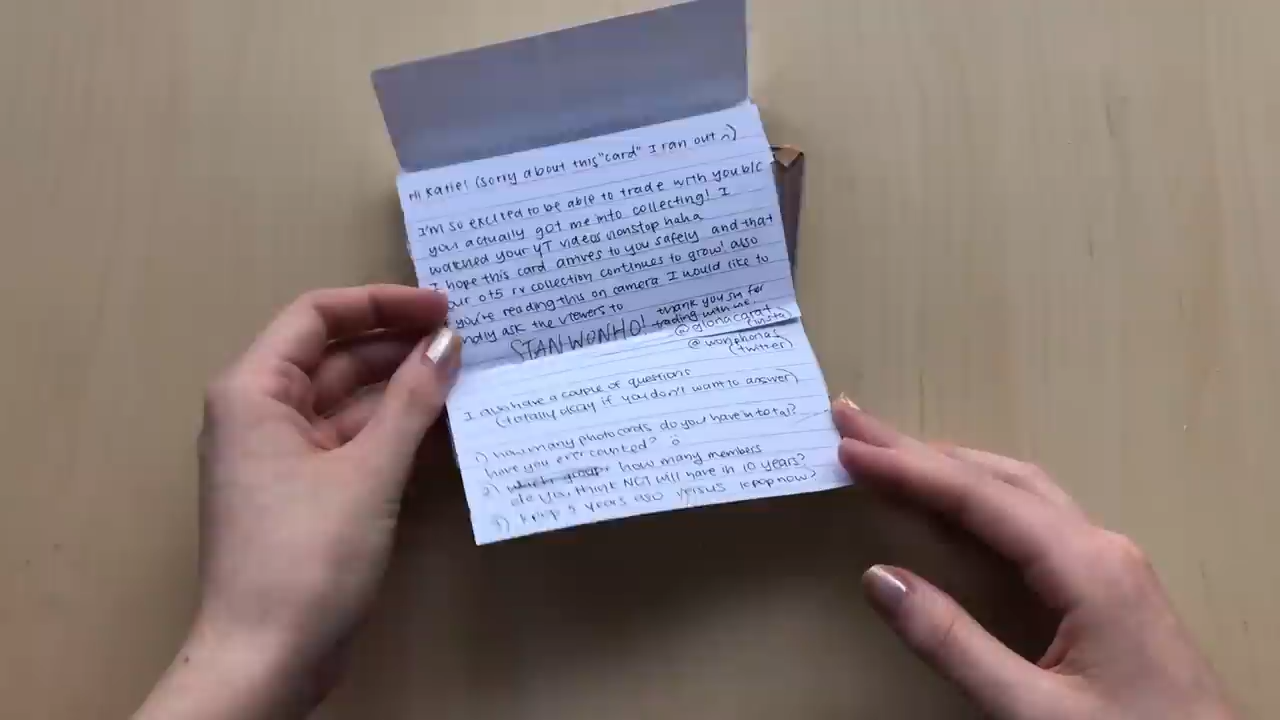 Hi Katie! (sorry about this "card" I ran out ^)
I'm so excited to be able to trade with you b/c
you actually got me into collecting! I
watched your YT videos nonstop haha
I hope this card arrives to you safely and that
your ot5 rv collection continues to grow! also
if you're reading this on camera I would like to
kindly ask the viewers to
STAN WONHO! thank you sm for
trading with me
@glonacarat
(insta)
@wonphonas
(twitter)
I also have a couple of questions
(totally okay if you don't want to answer)
1) how many photocards do you have in total?
have you ever counted? ü
2) how many members
do you think NCT will have in 10 years?
3) kpop 5 years ago versus kpop now?